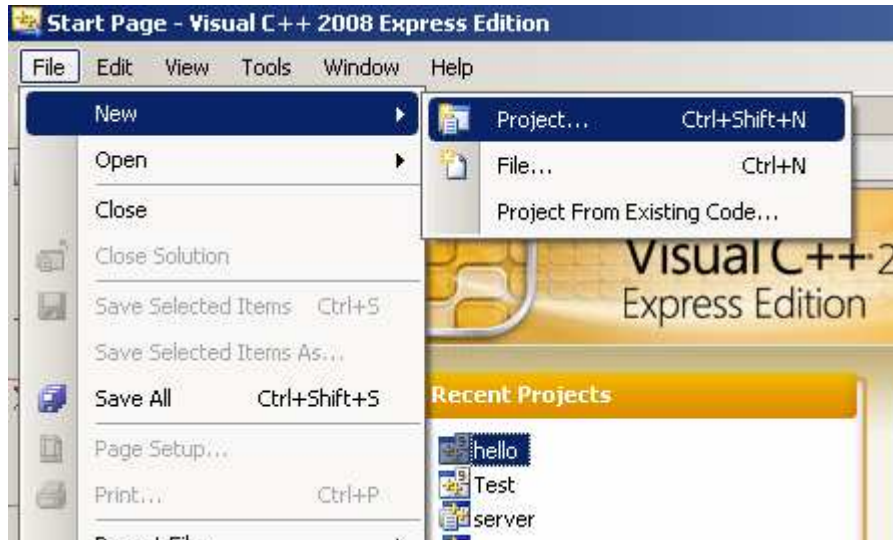 Start Page - Visual C++ 2008 Express Edition
File Edit View Tools Window Help
New
Project... Ctrl+Shift+N
Open
File... Ctrl+N
Close
Project From Existing Code...
Close Solution
Visual C++ 2
Save Selected Items Ctrl+S
Express Edition
Save Selected Items As...
Save All Ctrl+Shift+S
Recent Projects
Page Setup...
hello
Print... Ctrl+P
Test
server